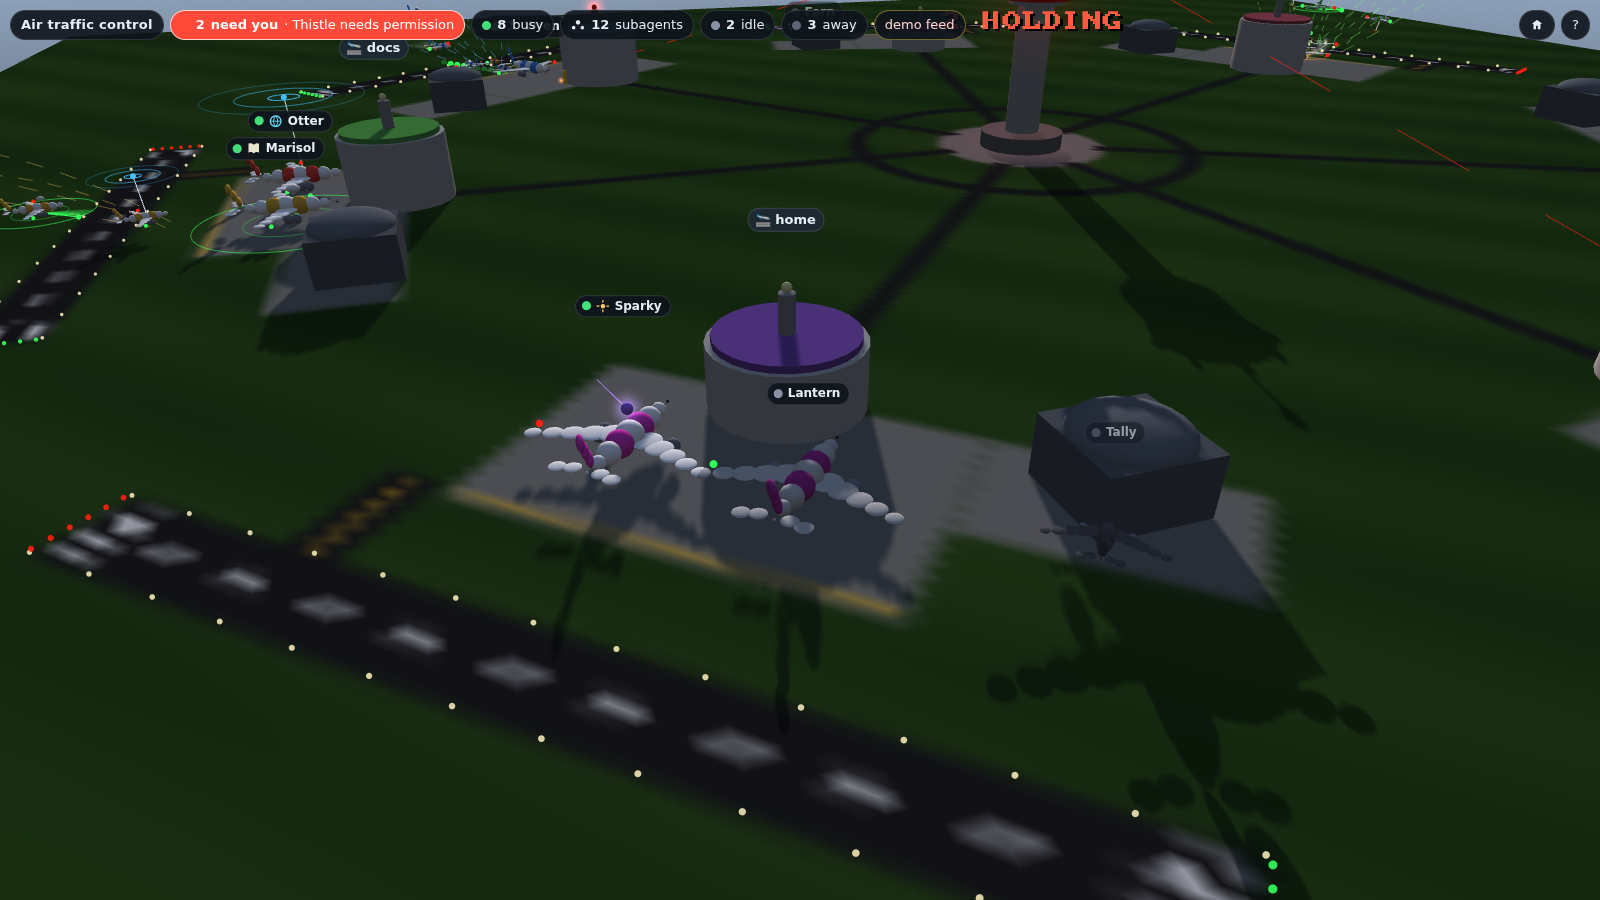 Air traffic control
2 need you · Thistle needs permission
8 busy
12 subagents
2 idle
3 away
demo feed
HOLDING
?
docs
Otter
Marisol
home
Sparky
Lantern
Tally